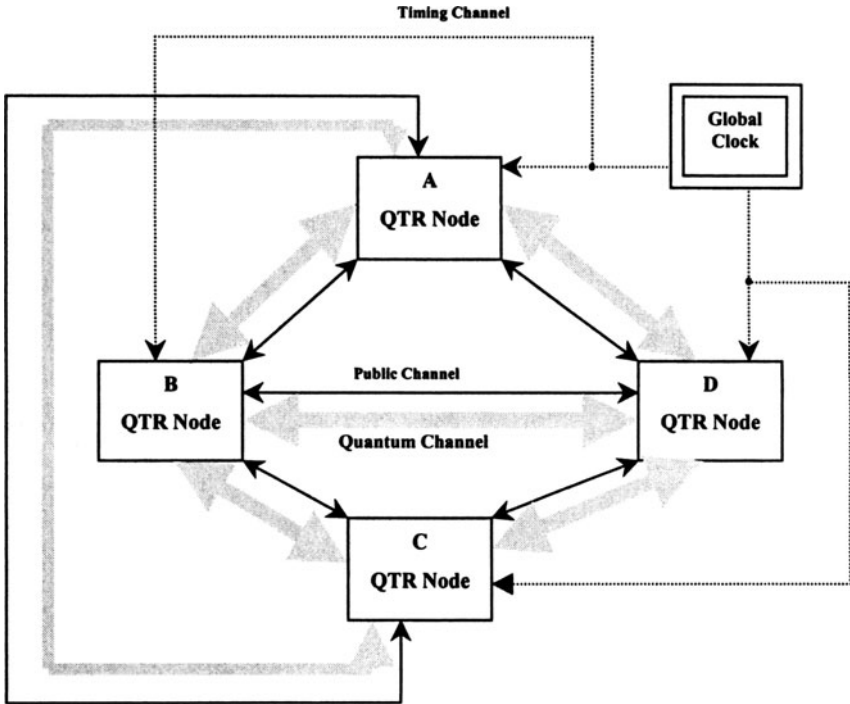 Timing Channel
Global
Clock
A
QTR Node
B
QTR Node
Public Channel
D
QTR Node
Quantum Channel
C
QTR Node